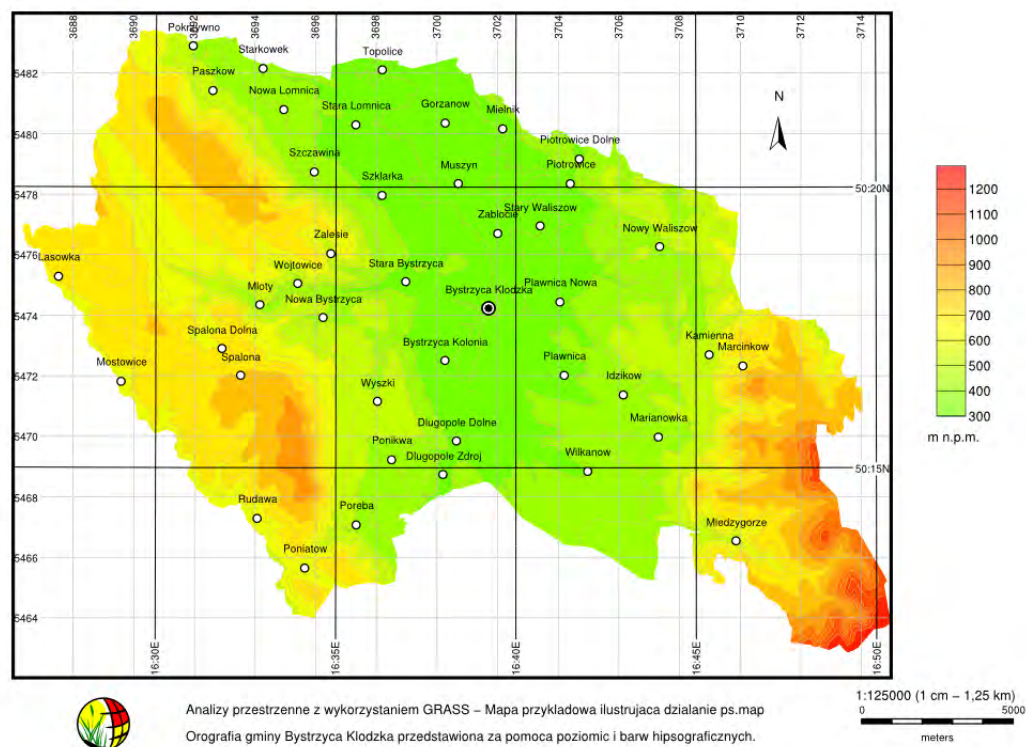 3688 3690 3692 3694 3696 3698 3700 3702 3704 3706 3708 3710 3712 3714
Pokrzywno
Starkowek
Topolice
5482
Paszkow
Nowa Lomnica
Stara Lomnica
Gorzanow
Mielnik
N
5480
Piotrowice Dolne
Szczawina
Muszyn
Piotrowice
Szklarka
50:20N
5478
Stary Waliszow
Zablocie
Nowy Waliszow
Zalesie
5476
Lasowka
Wojtowice
Stara Bystrzyca
Mloty
Nowa Bystrzyca
Bystrzyca Klodzka
Plawnica Nowa
5474
Spalona Dolna
Bystrzyca Kolonia
Kamienna
Marcinkow
Mostowice
Spalona
Plawnica
5472
Wyszki
Idzikow
Dlugopole Dolne
Marianowka
5470
Ponikwa
Dlugopole Zdroj
Wilkanow
50:15N
5468
Rudawa
Poreba
Miedzygorze
5466
Poniatow
5464
16:30E 16:35E 16:40E 16:45E 16:50E
1200
1100
1000
900
800
700
600
500
400
300
m n.p.m.
Analizy przestrzenne z wykorzystaniem GRASS – Mapa przykladowa ilustrujaca dzialanie ps.map
Orografia gminy Bystrzyca Klodzka przedstawiona za pomoca poziomic i barw hipsograficznych.
1:125000 (1 cm – 1,25 km)
0 5000
meters